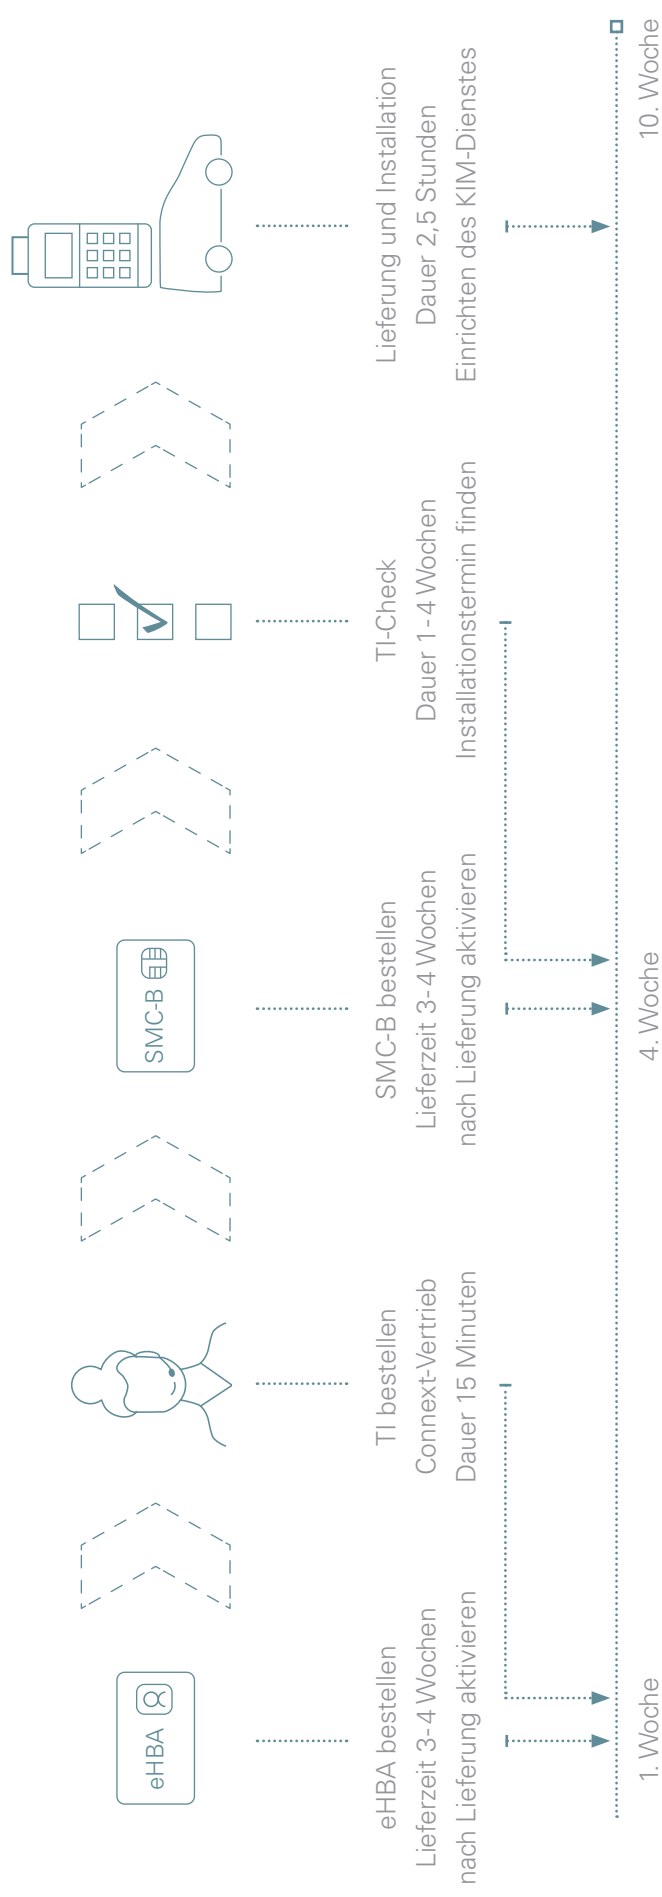 eHBA
eHBA bestellen
Lieferzeit 3-4 Wochen
nach Lieferung aktivieren
TI bestellen
Connext-Vertrieb
Dauer 15 Minuten
SMC-B
SMC-B bestellen
Lieferzeit 3-4 Wochen
nach Lieferung aktivieren
TI-Check
Dauer 1-4 Wochen
Installationstermin finden
Lieferung und Installation
Dauer 2,5 Stunden
Einrichten des KIM-Dienstes
1. Woche
4. Woche
10. Woche